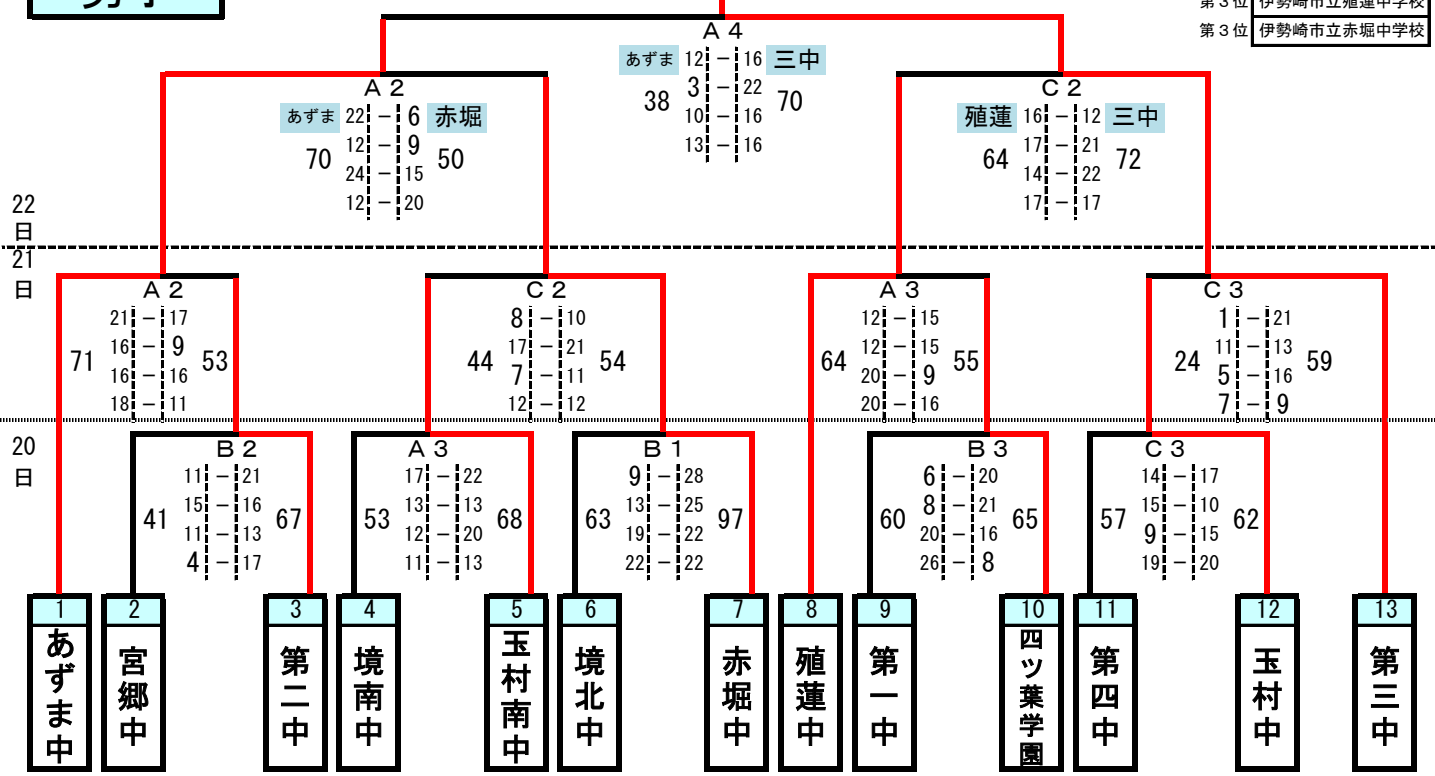 第３位 伊勢崎市立殖蓮中学校
第３位 伊勢崎市立赤堀中学校
Ａ４
あずま 12 － 16 三中
38 3 － 22 70
10 － 16
13 － 16
Ａ２
あずま 22 － 6 赤堀
70 12 － 9 50
24 － 15
12 － 20
Ｃ２
殖蓮 16 － 12 三中
64 17 － 21 72
14 － 22
17 － 17
22
日
21
日
Ａ２
21 － 17
71 16 － 9 53
16 － 16
18 － 11
Ｃ２
8 － 10
44 17 － 21 54
7 － 11
12 － 12
Ａ３
12 － 15
64 12 － 15 55
20 － 9
20 － 16
Ｃ３
1 － 21
24 11 － 13 59
5 － 16
7 － 9
20
日
Ｂ２
11 － 21
41 15 － 16 67
11 － 13
4 － 17
Ａ３
17 － 22
53 13 － 13 68
12 － 20
11 － 13
Ｂ１
9 － 28
63 13 － 25 97
19 － 22
22 － 22
Ｂ３
6 － 20
60 8 － 21 65
20 － 16
26 － 8
Ｃ３
14 － 17
57 15 － 10 62
9 － 15
19 － 20
1
あずま中
2
宮郷中
3
第二中
4
境南中
5
玉村南中
6
境北中
7
赤堀中
8
殖蓮中
9
第一中
10
四ツ葉学園
11
第四中
12
玉村中
13
第三中